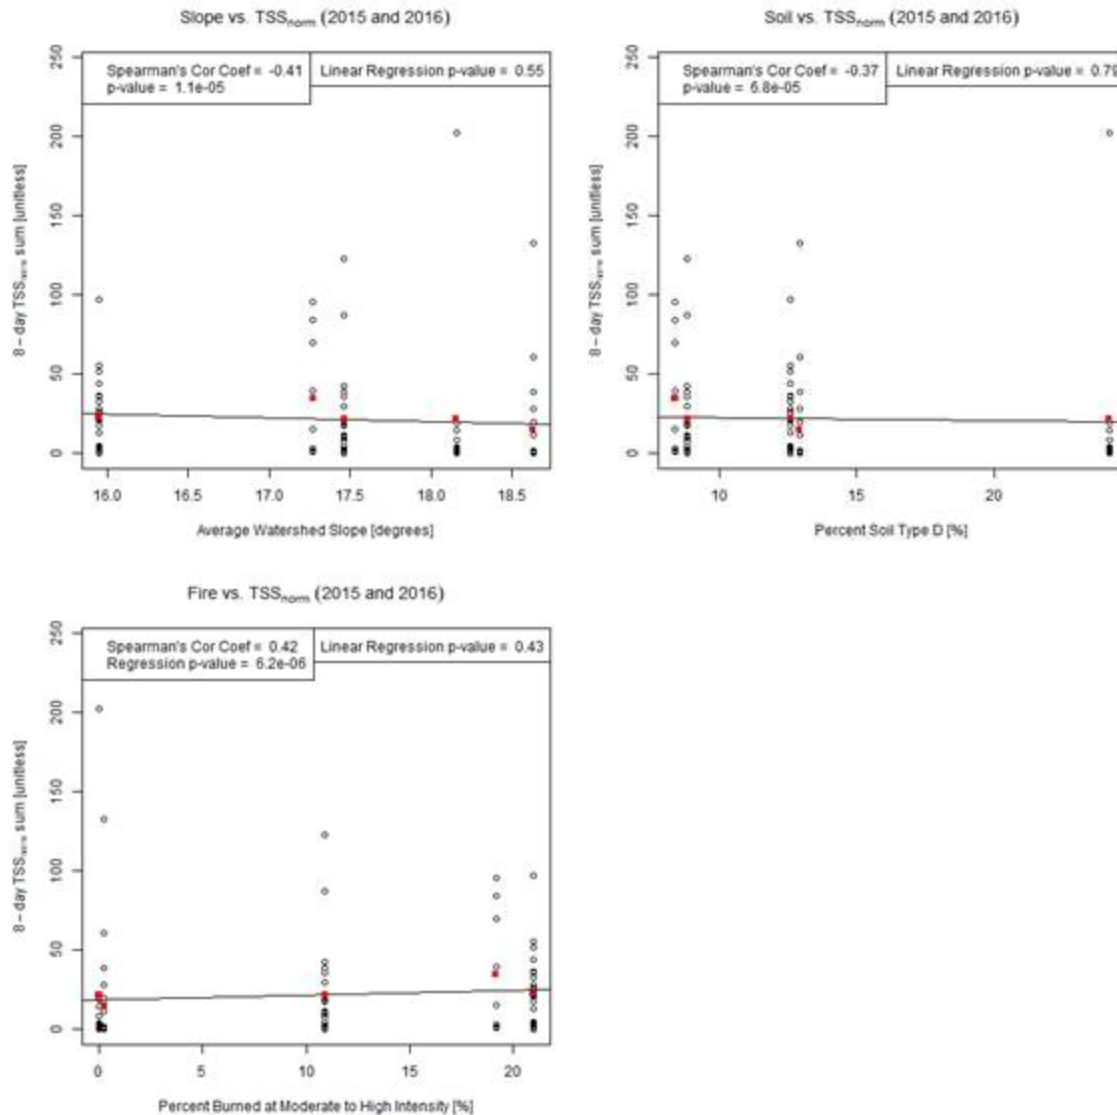 Slope vs. TSSnorm (2015 and 2016)
Spearman's Cor Coef = -0.41
p-value = 1.1e-05
Linear Regression p-value = 0.55
8-day TSSnorm sum [unitless]
0
50
100
150
200
250
16.0 16.5 17.0 17.5 18.0 18.5
Average Watershed Slope [degrees]
Soil vs. TSSnorm (2015 and 2016)
Spearman's Cor Coef = -0.37
p-value = 6.8e-05
Linear Regression p-value = 0.79
8-day TSSnorm sum [unitless]
0
50
100
150
200
250
10 15 20
Percent Soil Type D [%]
Fire vs. TSSnorm (2015 and 2016)
Spearman's Cor Coef = 0.42
Regression p-value = 6.2e-06
Linear Regression p-value = 0.43
8-day TSSnorm sum [unitless]
0
50
100
150
200
250
0 5 10 15 20
Percent Burned at Moderate to High Intensity [%]